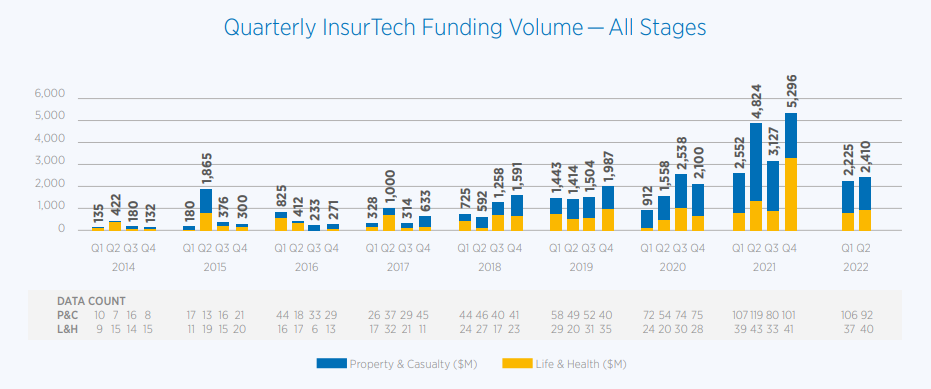 Quarterly InsurTech Funding Volume — All Stages
6,000
5,000
4,000
3,000
2,000
1,000
0
135 422 180 132 180 1,865 376 300 825 412 233 271 328 1,000 314 633 725 592 1,258 1,591 1,443 1,414 1,504 1,987 912 1,558 2,538 2,100 2,552 4,824 3,127 5,296 2,225 2,410
Q1 Q2 Q3 Q4 Q1 Q2 Q3 Q4 Q1 Q2 Q3 Q4 Q1 Q2 Q3 Q4 Q1 Q2 Q3 Q4 Q1 Q2 Q3 Q4 Q1 Q2 Q3 Q4 Q1 Q2 Q3 Q4 Q1 Q2
2014 2015 2016 2017 2018 2019 2020 2021 2022
DATA COUNT
P&C 10 7 16 8 17 13 16 21 44 18 33 29 26 37 29 45 44 46 40 41 58 49 52 40 72 54 74 75 107 119 80 101 106 92
L&H 9 15 14 15 11 19 15 20 16 17 6 13 17 32 21 11 24 27 17 23 29 20 31 35 24 20 30 28 39 43 33 41 37 40
Property & Casualty ($M) Life & Health ($M)